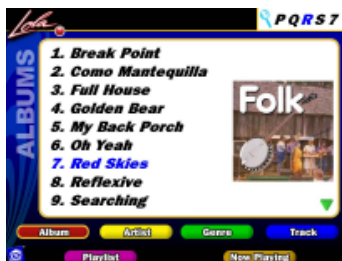 Lola
PQRS7
ALBUMS
1. Break Point
2. Como Mantequilla
3. Full House
4. Golden Bear
5. My Back Porch
6. Oh Yeah
7. Red Skies
8. Reflexive
9. Searching
Folk
Album
Artist
Genre
Track
Playlist
Now Playing